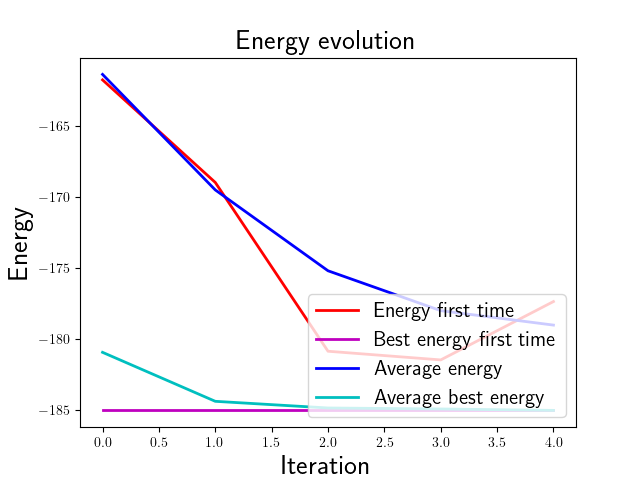 Energy evolution
Energy
−165
−170
−175
−180
−185
Energy first time
Best energy first time
Average energy
Average best energy
0.0 0.5 1.0 1.5 2.0 2.5 3.0 3.5 4.0
Iteration